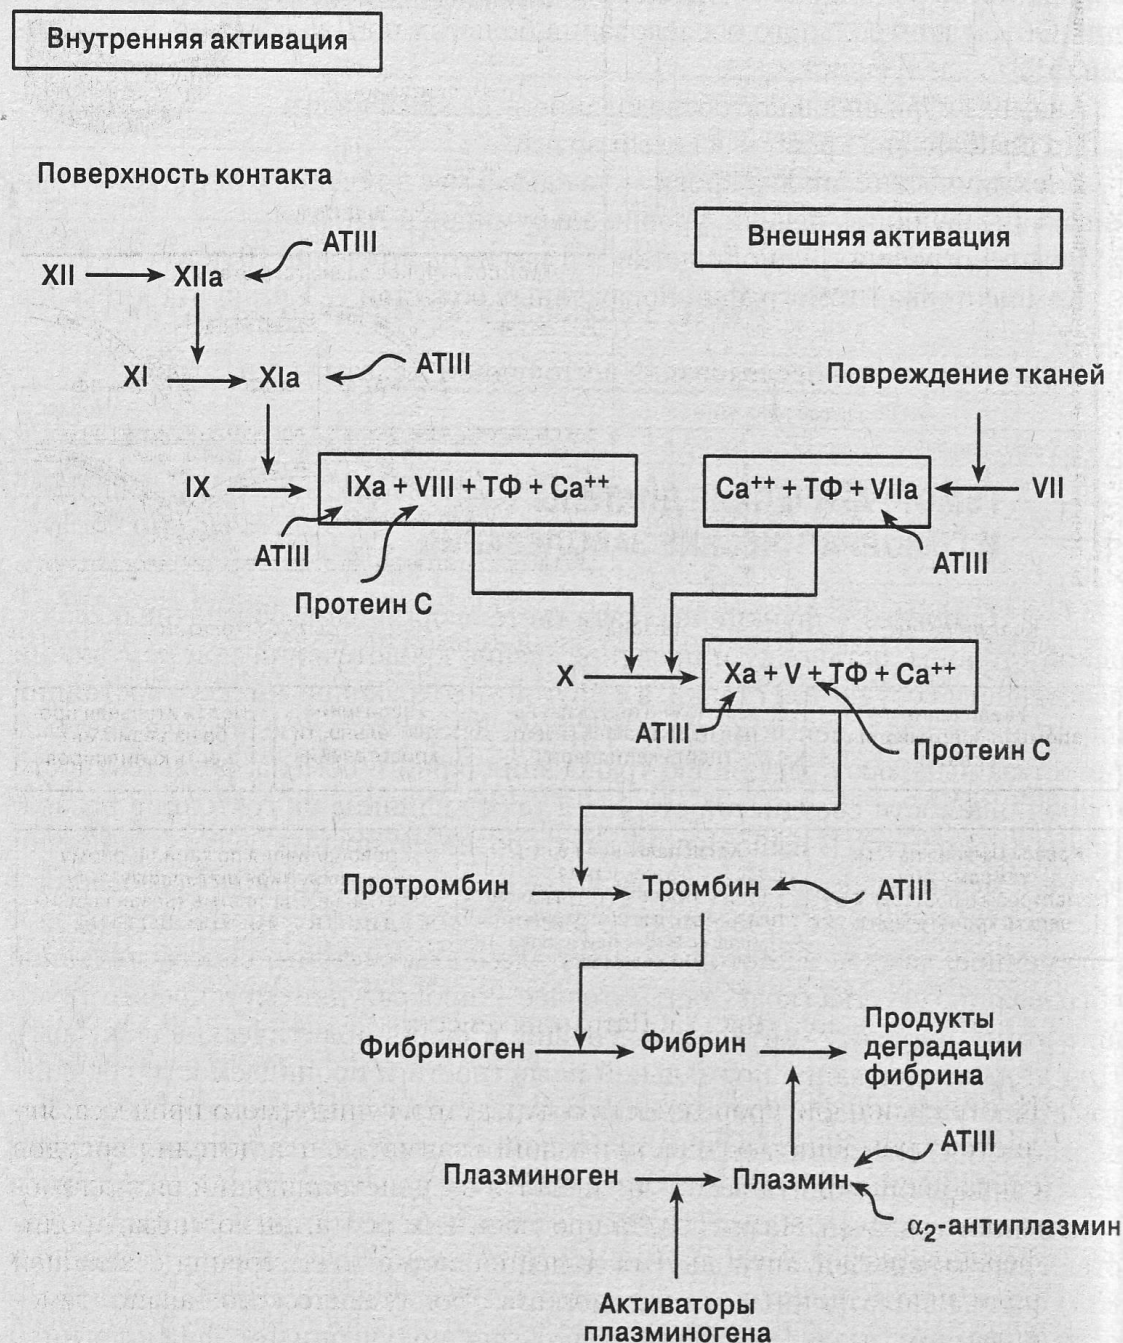 Внутренняя активация
Поверхность контакта
ATIII
XII XIIa
Внешняя активация
XI XIa
ATIII
Повреждение тканей
IX IXa + VIII + ТФ + Ca++
Ca++ + ТФ + VIIa VII
ATIII
ATIII
Протеин С
X Xa + V + ТФ + Ca++
ATIII
Протеин С
Протромбин Тромбин ATIII
Фибриноген Фибрин
Продукты
деградации
фибрина
ATIII
Плазминоген Плазмин
α₂-антиплазмин
Активаторы
плазминогена